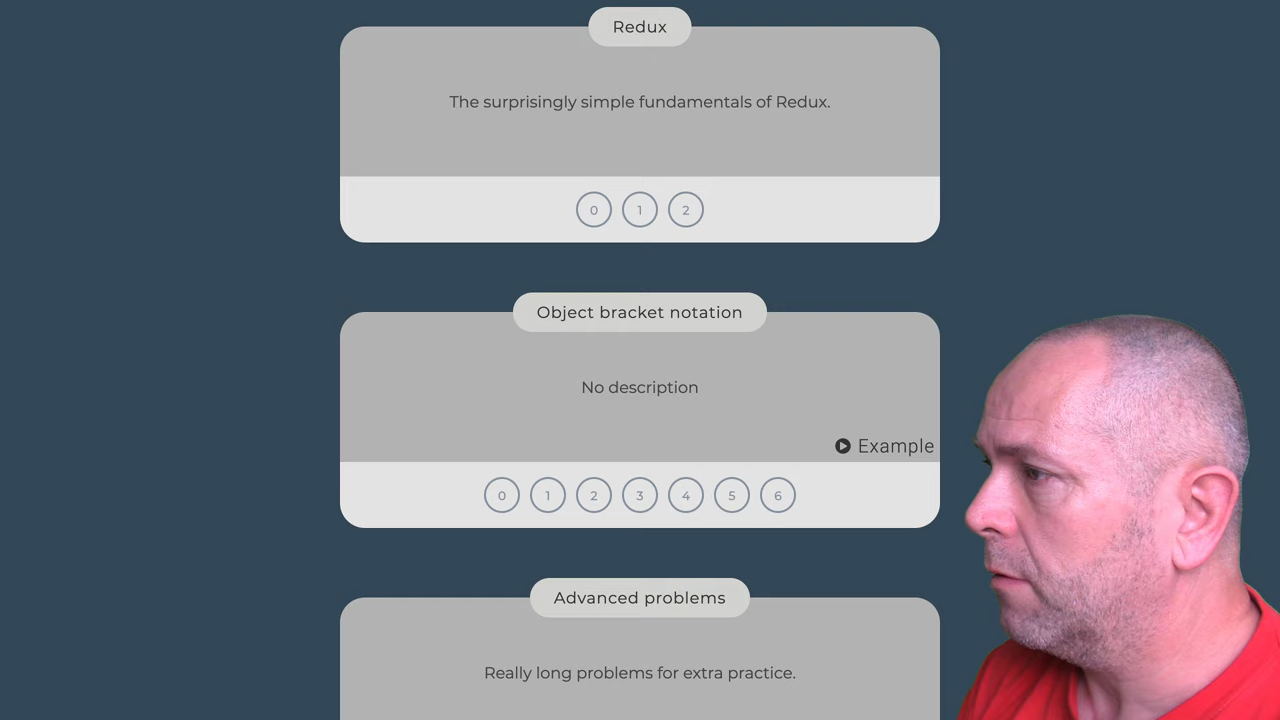 Redux
The surprisingly simple fundamentals of Redux.
0 1 2
Object bracket notation
No description
Example
0 1 2 3 4 5 6
Advanced problems
Really long problems for extra practice.